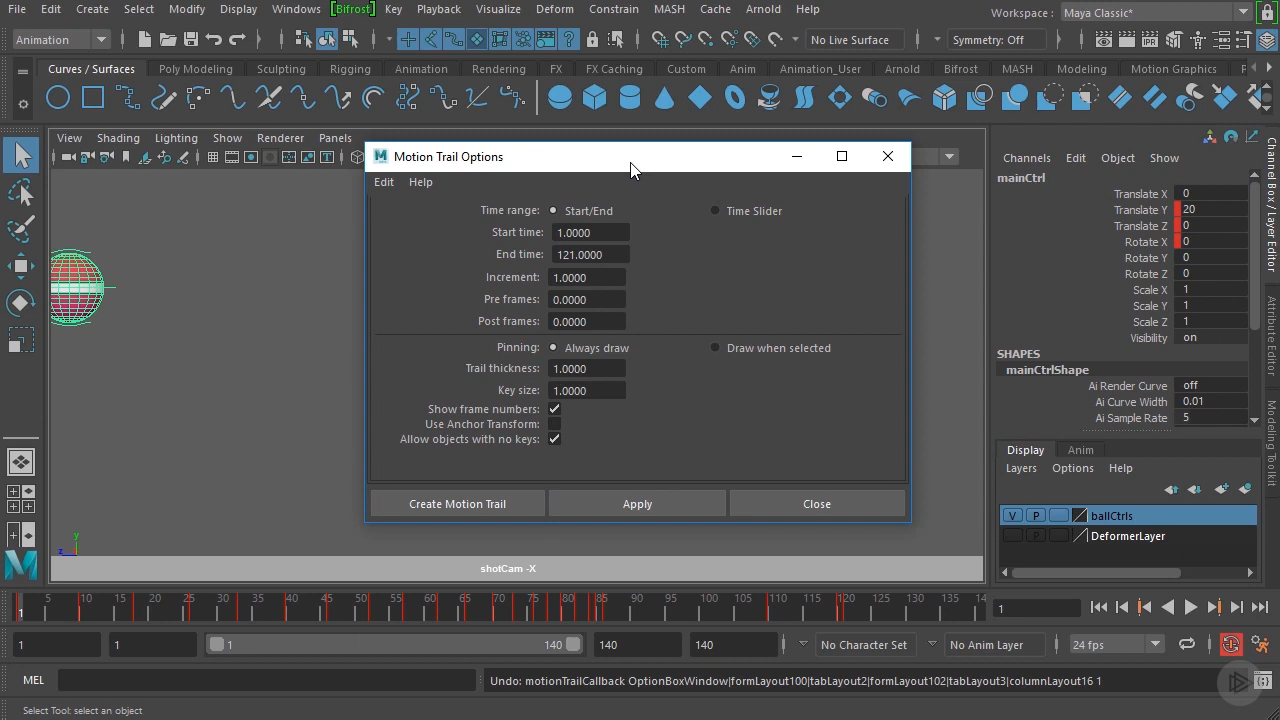 File Edit Create Select Modify Display Windows [Bifrost] Key Playback Visualize Deform Constrain MASH Cache Arnold Help
Workspace : Maya Classic*
Animation No Live Surface Symmetry: Off
Curves / Surfaces Poly Modeling Sculpting Rigging Animation Rendering FX FX Caching Custom Anim Animation_User Arnold Bifrost MASH Modeling Motion Graphics
View Shading Lighting Show Renderer Panels
Motion Trail Options
Edit Help
Time range: Start/End Time Slider
Start time: 1.0000
End time: 121.0000
Increment: 1.0000
Pre frames: 0.0000
Post frames: 0.0000
Pinning: Always draw Draw when selected
Trail thickness: 1.0000
Key size: 1.0000
Show frame numbers:
Use Anchor Transform:
Allow objects with no keys:
Create Motion Trail Apply Close
Channels Edit Object Show
mainCtrl
Translate X 0
Translate Y 20
Translate Z 0
Rotate X 0
Rotate Y 0
Rotate Z 0
Scale X 1
Scale Y 1
Scale Z 1
Visibility on
SHAPES
mainCtrlShape
Ai Render Curve off
Ai Curve Width 0.01
Ai Sample Rate 5
Channel Box / Layer Editor
Attribute Editor
Modeling Toolkit
Display Anim
Layers Options Help
V P ballCtrls
P DeformerLayer
y
z
shotCam -X
5 10 15 20 25 30 35 40 45 50 55 60 65 70 75 80 85 90 95 100 105 110 115 120 125 130 135 14
1
1
1 1 1 140 140 140 No Character Set No Anim Layer 24 fps
MEL Undo: motionTrailCallback OptionBoxWindow|formLayout100|tabLayout2|formLayout102|tabLayout3|columnLayout16 1
Select Tool: select an object